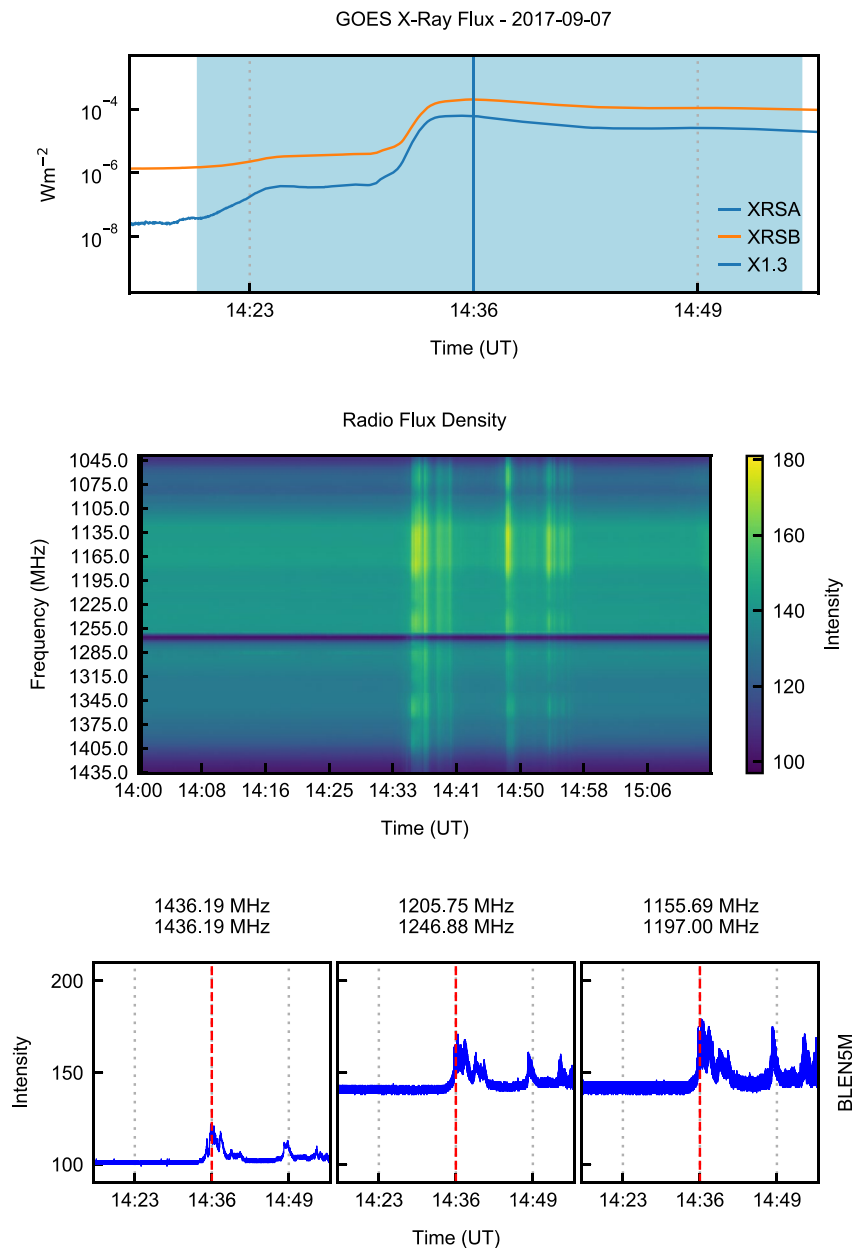 GOES X-Ray Flux - 2017-09-07
Wm⁻²
10⁻⁴
10⁻⁶
10⁻⁸
XRSA
XRSB
X1.3
14:23 14:36 14:49
Time (UT)
Radio Flux Density
Frequency (MHz)
1045.0
1075.0
1105.0
1135.0
1165.0
1195.0
1225.0
1255.0
1285.0
1315.0
1345.0
1375.0
1405.0
1435.0
14:00 14:08 14:16 14:25 14:33 14:41 14:50 14:58 15:06
Time (UT)
180
160
140
120
100
Intensity
1436.19 MHz
1436.19 MHz
1205.75 MHz
1246.88 MHz
1155.69 MHz
1197.00 MHz
Intensity
200
150
100
14:23 14:36 14:49
14:23 14:36 14:49
14:23 14:36 14:49
BLEN5M
Time (UT)